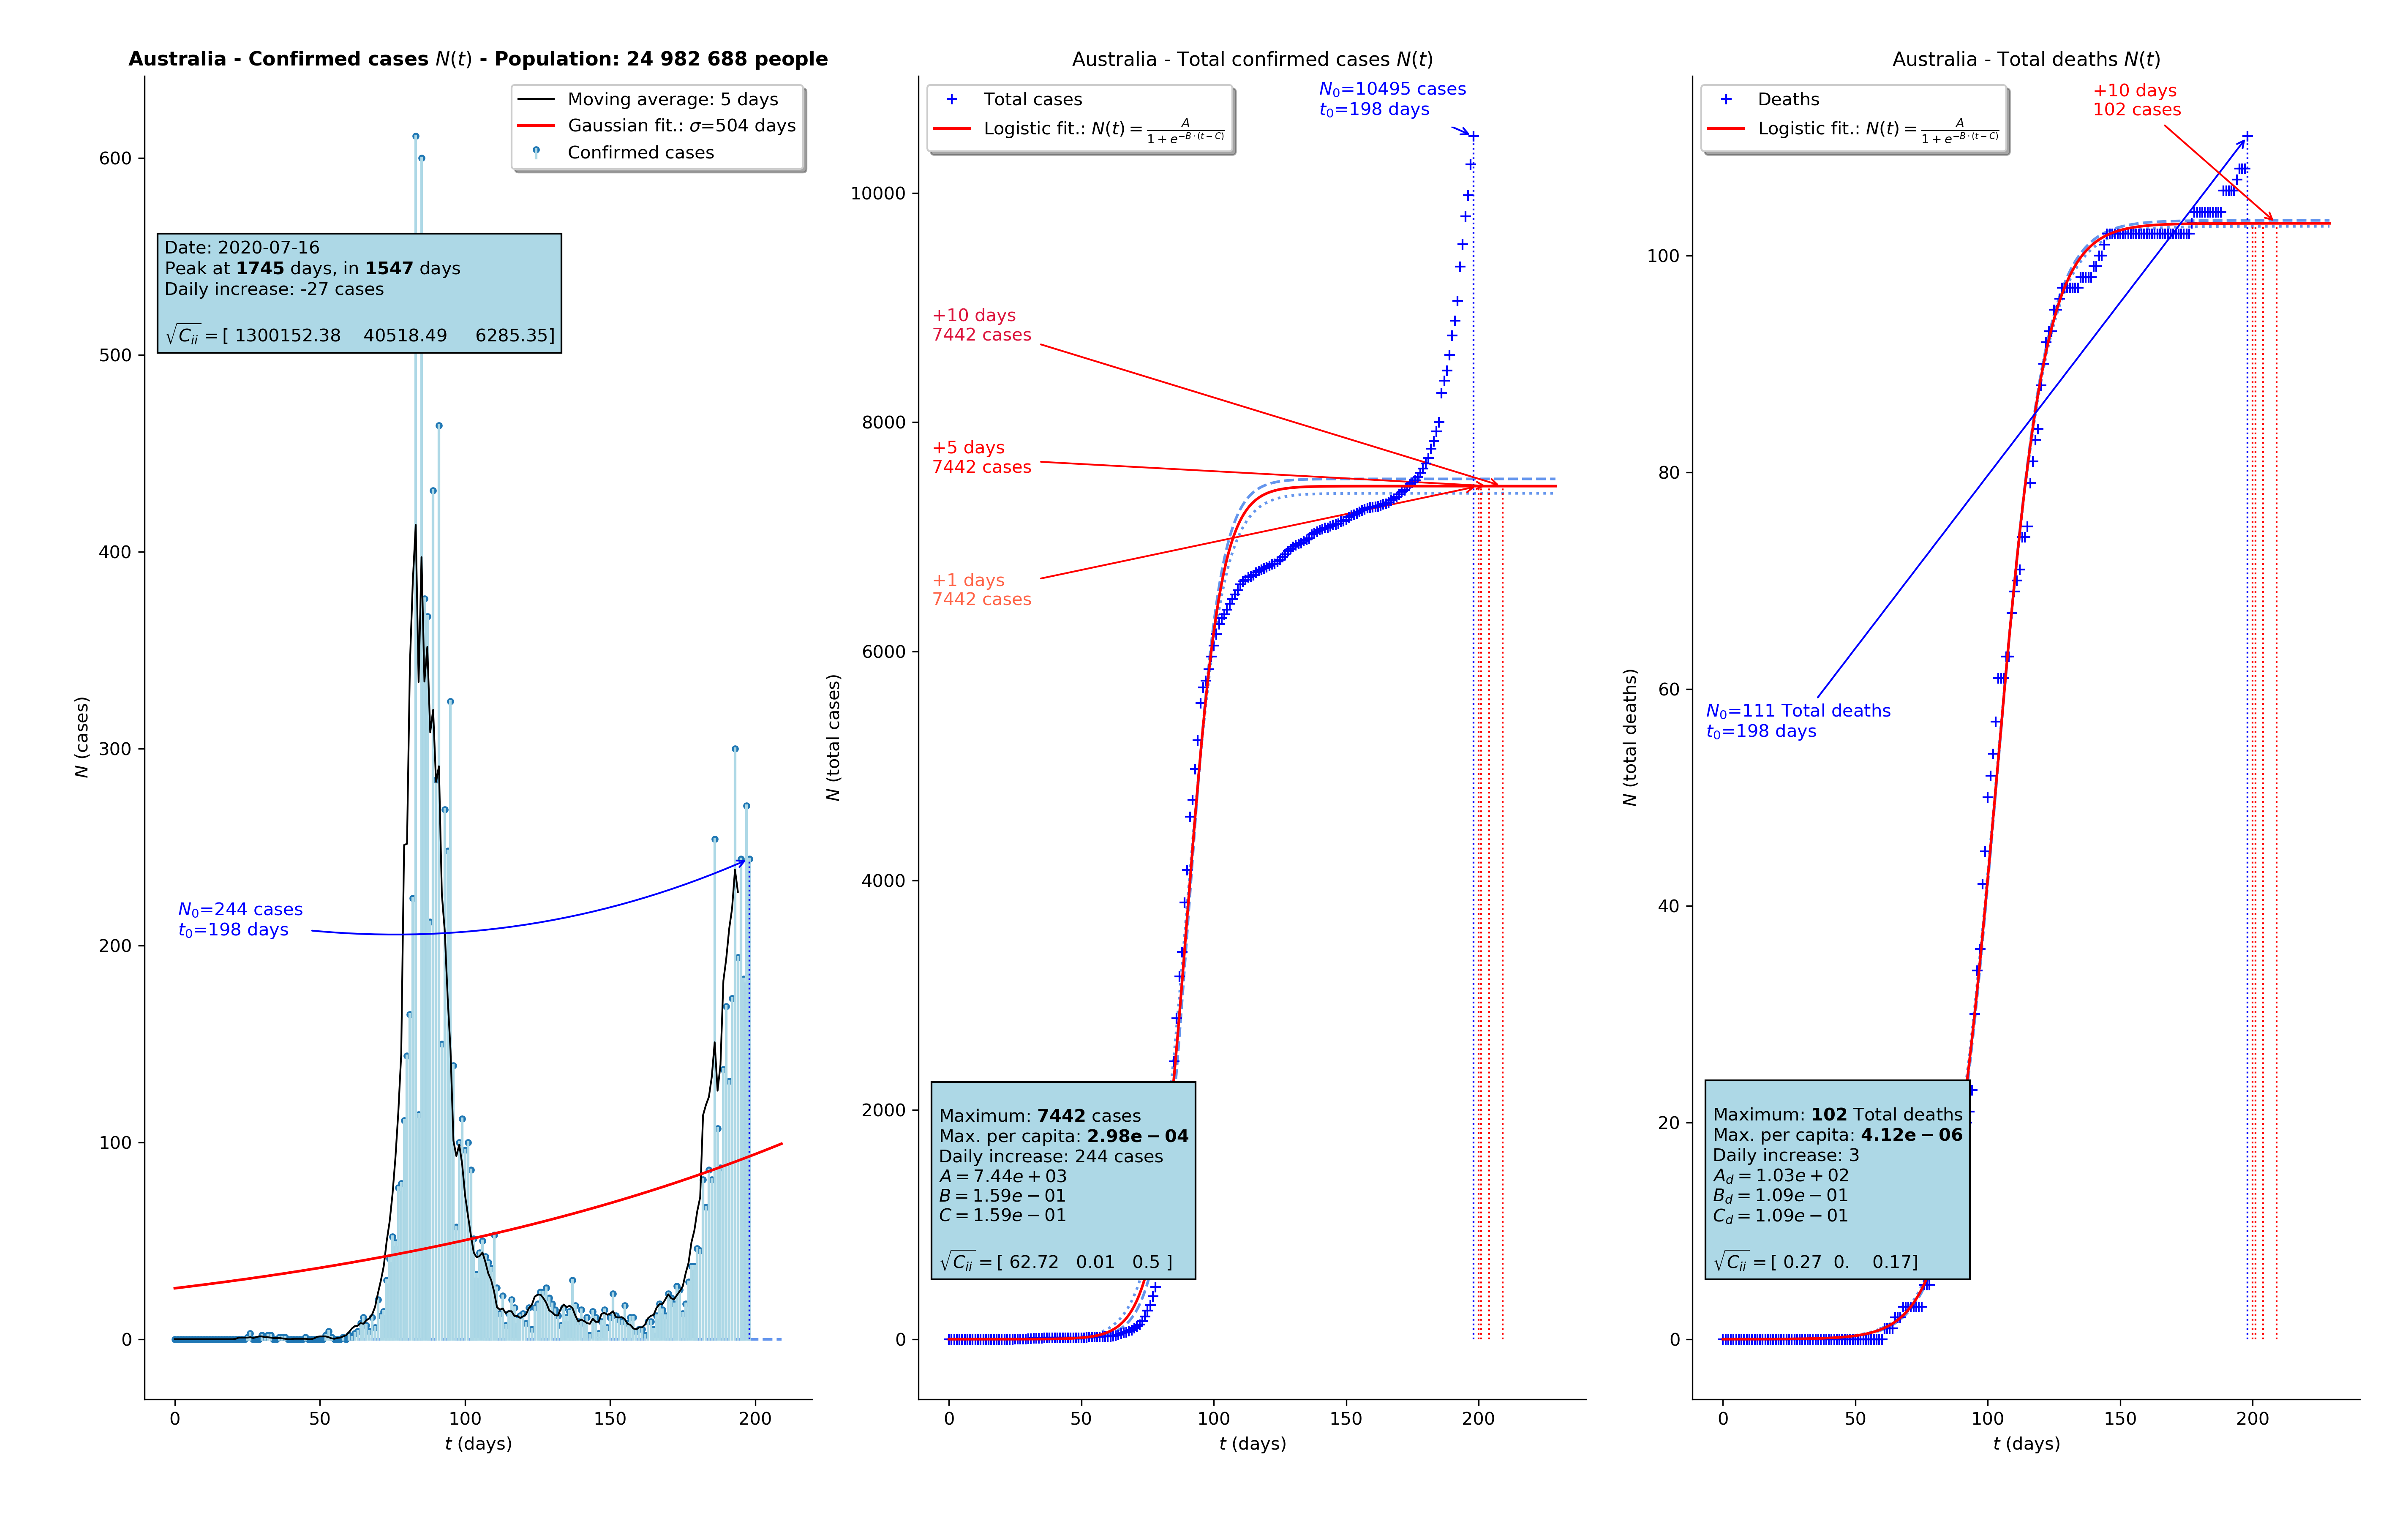 Australia - Confirmed cases N(t) - Population: 24 982 688 people
Moving average: 5 days
Gaussian fit.: σ=504 days
Confirmed cases
Date: 2020-07-16
Peak at 1745 days, in 1547 days
Daily increase: -27 cases
√C_ii = [ 1300152.38 40518.49 6285.35]
N₀=244 cases
t₀=198 days
600
500
400
300
200
100
0
N (cases)
0 50 100 150 200
t (days)
Australia - Total confirmed cases N(t)
Total cases
Logistic fit.: N(t) = A / (1 + e^(−B·(t−C)))
N₀=10495 cases
t₀=198 days
+10 days
7442 cases
+5 days
7442 cases
+1 days
7442 cases
Maximum: 7442 cases
Max. per capita: 2.98e − 04
Daily increase: 244 cases
A = 7.44e + 03
B = 1.59e − 01
C = 1.59e − 01
√C_ii = [ 62.72 0.01 0.5 ]
10000
8000
6000
4000
2000
0
N (total cases)
0 50 100 150 200
t (days)
Australia - Total deaths N(t)
Deaths
Logistic fit.: N(t) = A / (1 + e^(−B·(t−C)))
+10 days
102 cases
N₀=111 Total deaths
t₀=198 days
Maximum: 102 Total deaths
Max. per capita: 4.12e − 06
Daily increase: 3
A_d = 1.03e + 02
B_d = 1.09e − 01
C_d = 1.09e − 01
√C_ii = [ 0.27 0. 0.17]
100
80
60
40
20
0
N (total deaths)
0 50 100 150 200
t (days)